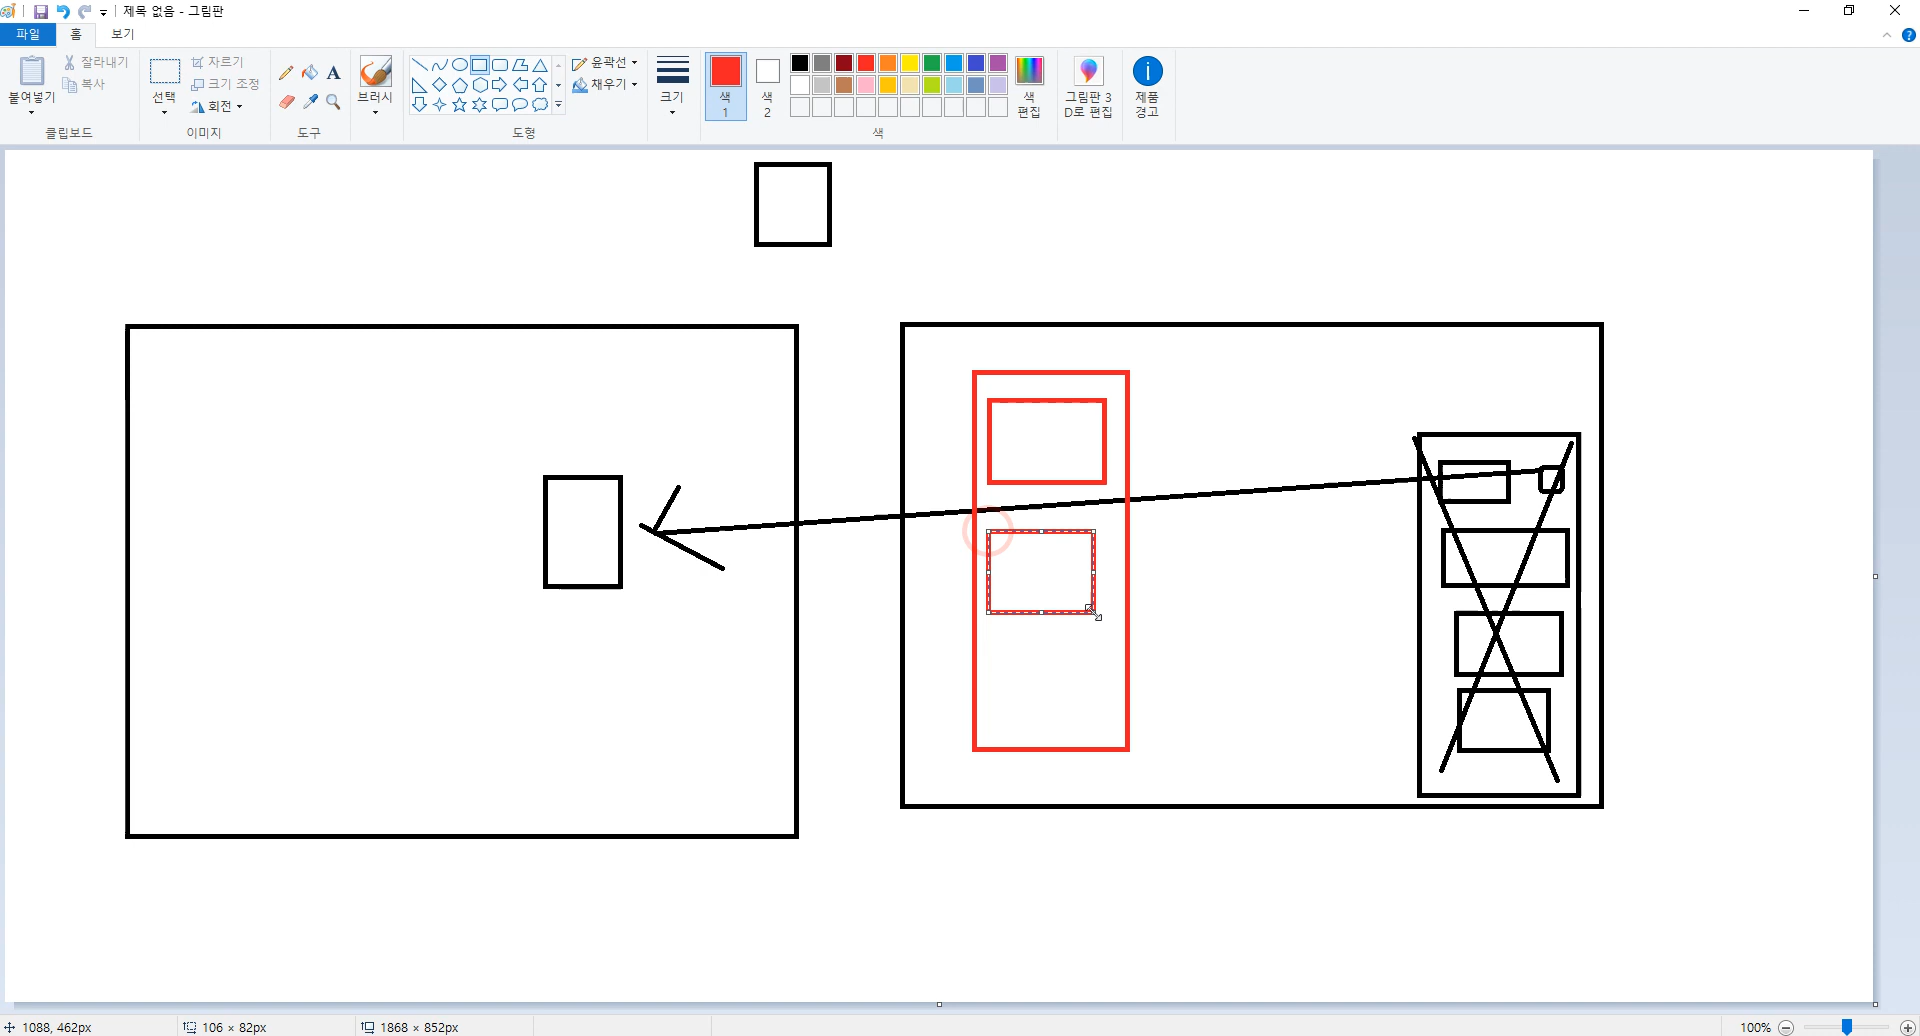 제목 없음 - 그림판
파일 홈 보기
붙여넣기
잘라내기
복사
클립보드
선택
자르기
크기 조정
회전
이미지
A
도구
브러시
도형
윤곽선
채우기
크기
색 1
색 2
색
색 편집
그림판 3D로 편집
제품 경고
1088, 462px
106 × 82px
1868 × 852px
100%